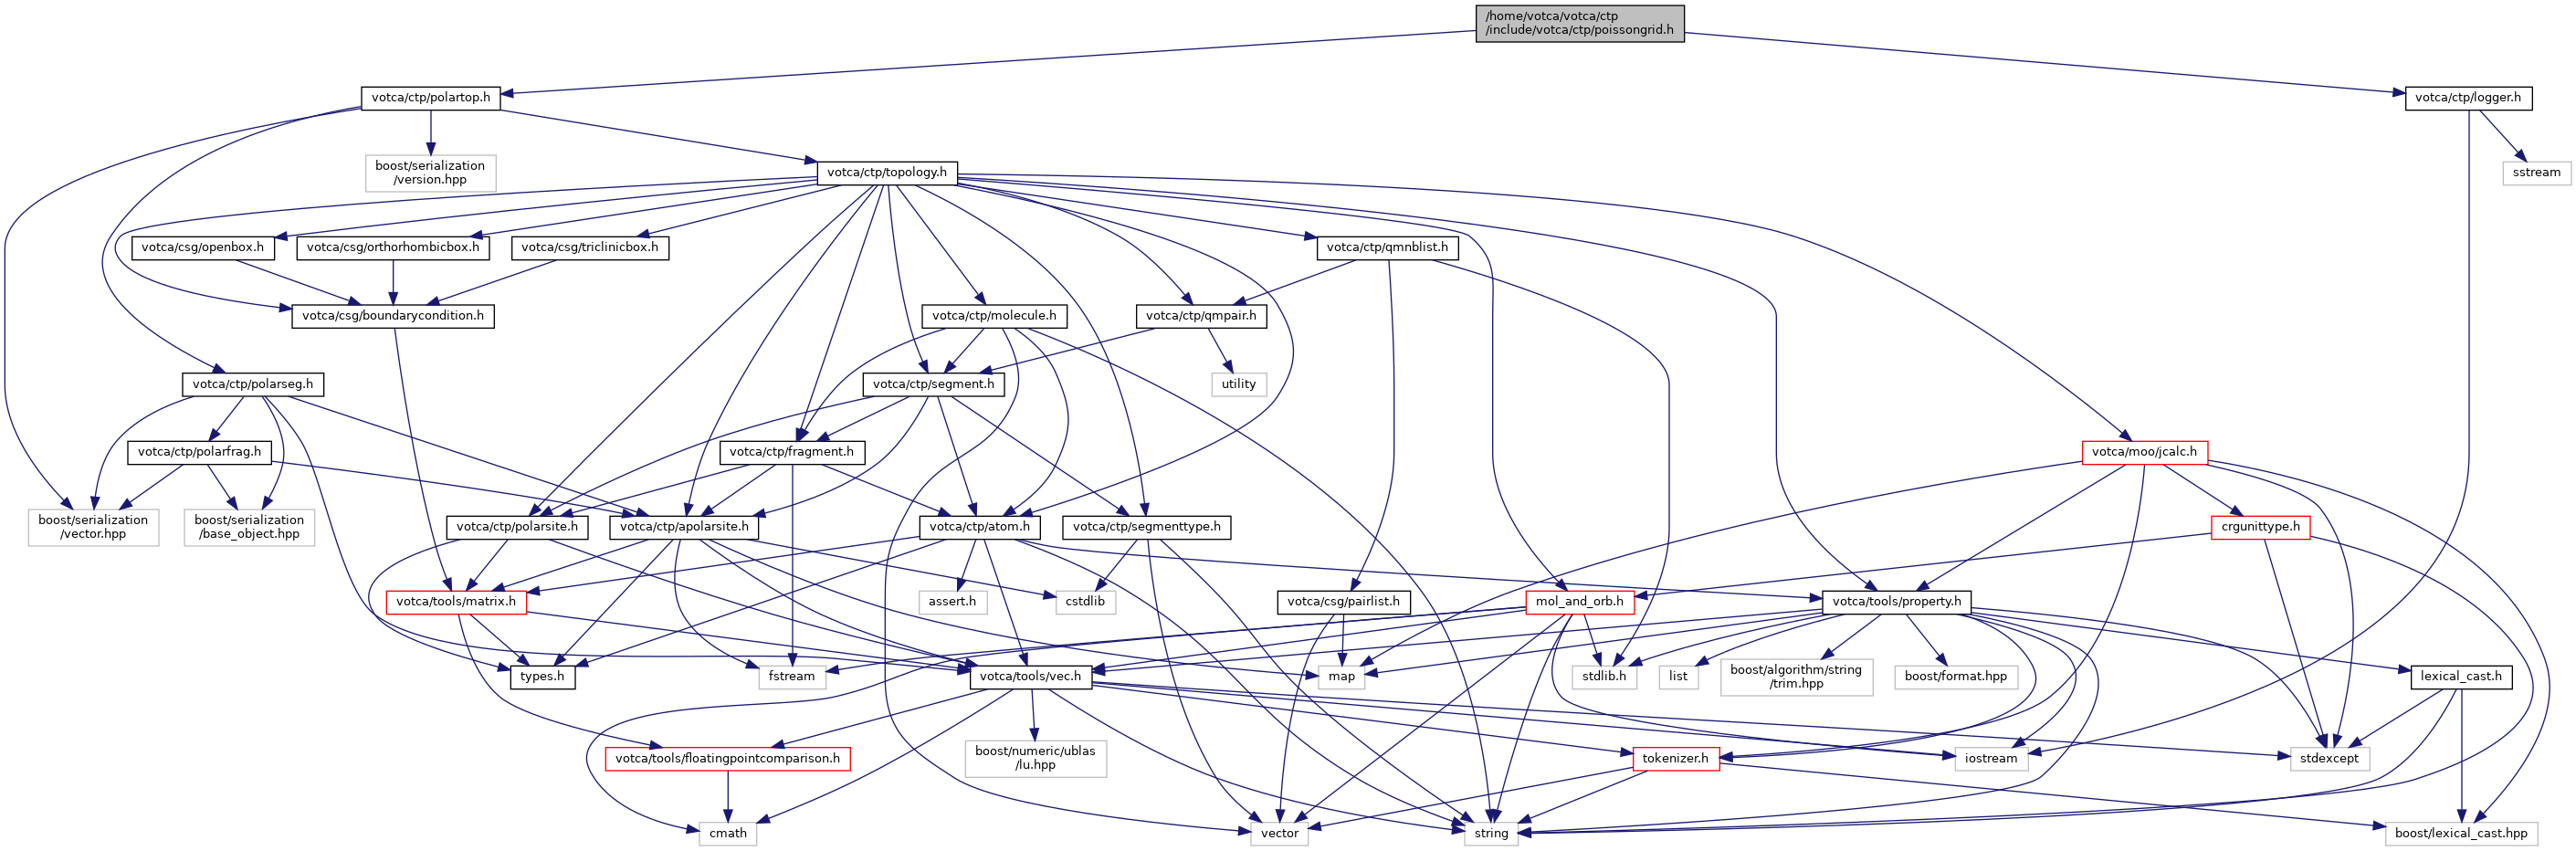 /home/votca/votca/ctp
/include/votca/ctp/poissongrid.h
votca/ctp/polartop.h
votca/ctp/logger.h
boost/serialization
/version.hpp
votca/ctp/topology.h
sstream
votca/csg/openbox.h
votca/csg/orthorhombicbox.h
votca/csg/triclinicbox.h
votca/ctp/qmnblist.h
votca/csg/boundarycondition.h
votca/ctp/molecule.h
votca/ctp/qmpair.h
votca/ctp/polarseg.h
votca/ctp/segment.h
utility
votca/ctp/polarfrag.h
votca/ctp/fragment.h
votca/moo/jcalc.h
boost/serialization
/vector.hpp
boost/serialization
/base_object.hpp
votca/ctp/polarsite.h
votca/ctp/apolarsite.h
votca/ctp/atom.h
votca/ctp/segmenttype.h
crgunittype.h
votca/tools/matrix.h
assert.h
cstdlib
votca/csg/pairlist.h
mol_and_orb.h
votca/tools/property.h
types.h
fstream
votca/tools/vec.h
map
stdlib.h
list
boost/algorithm/string
/trim.hpp
boost/format.hpp
lexical_cast.h
votca/tools/floatingpointcomparison.h
boost/numeric/ublas
/lu.hpp
tokenizer.h
iostream
stdexcept
cmath
vector
string
boost/lexical_cast.hpp